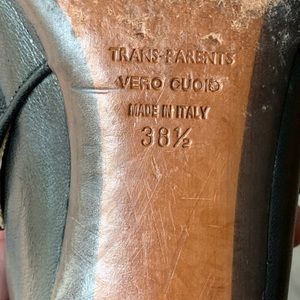 TRANS-PARENTS
VERO CUOIO
MADE IN ITALY
38½